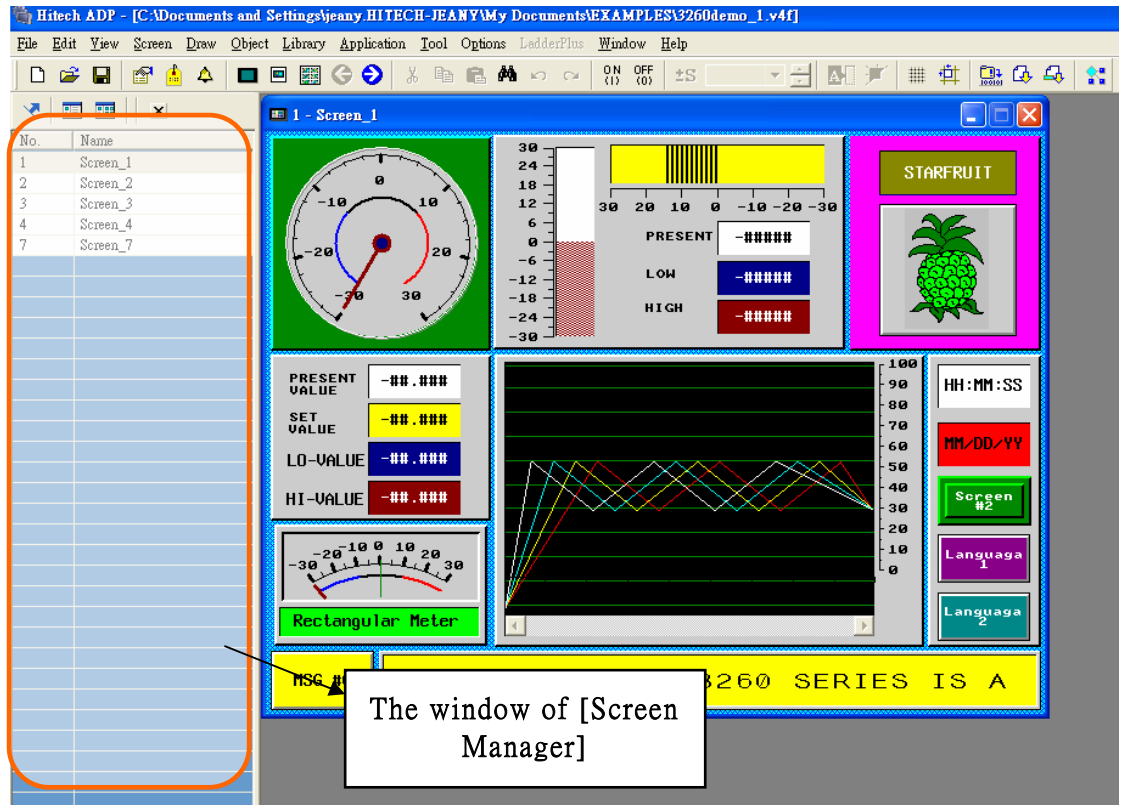 Hitech ADP - [C:\Documents and Settings\jeany.HITECH-JEANY\My Documents\EXAMPLES\3260demo_1.v4f]
File Edit View Screen Draw Object Library Application Tool Options LadderPlus Window Help
ON (1) OFF (0) ±S
No. Name
1 Screen_1
2 Screen_2
3 Screen_3
4 Screen_4
7 Screen_7
1 - Screen_1
0
-10 10
-20 20
-30 30
30
24
18
12
6
0
-6
-12
-18
-24
-30
30 20 10 0 -10 -20 -30
PRESENT -#####
LOW -#####
HIGH -#####
STARFRUIT
PRESENT
VALUE
-##.###
SET
VALUE
-##.###
LO-VALUE -##.###
HI-VALUE -##.###
-30 -20 -10 0 10 20 30
Rectangular Meter
100
90
80
70
60
50
40
30
20
10
0
HH:MM:SS
MM/DD/YY
Screen
#2
Languaga
1
Languaga
2
MSG
3260 SERIES IS A
The window of [Screen
Manager]